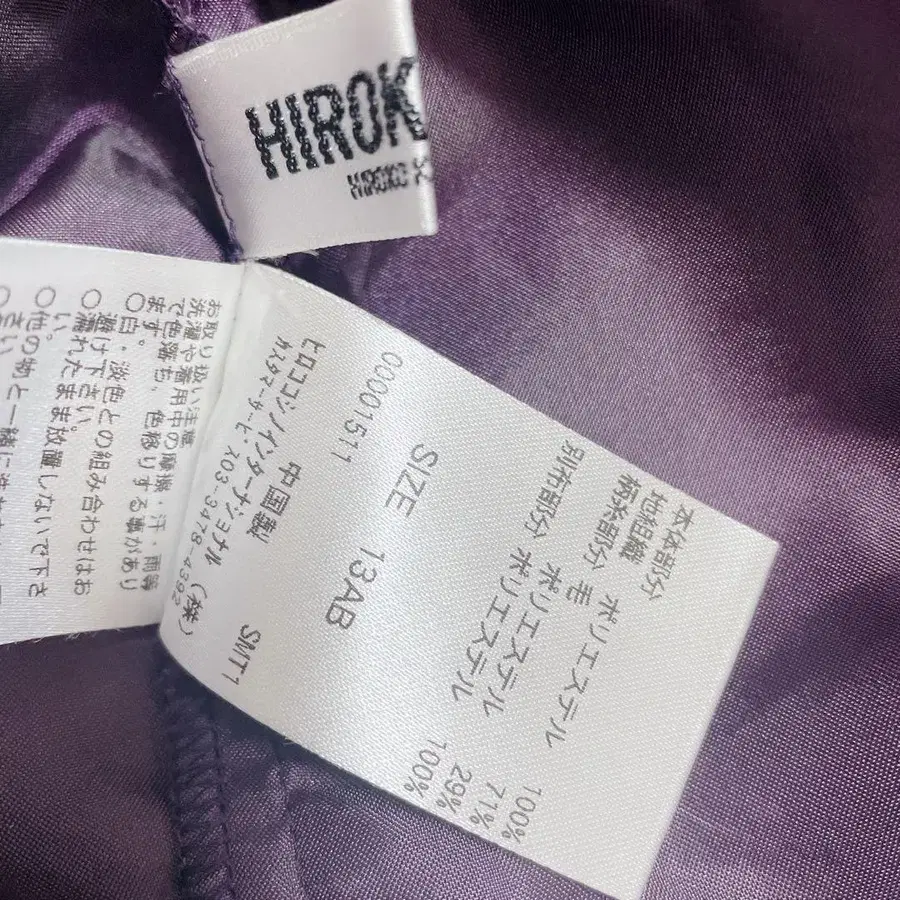 HIROK
HIROKO
本体部分
地組織 ポリエステル 100%
柄糸部分 毛 71%
ポリエステル 29%
別布部分 ポリエステル 100%
SIZE 13AB
00001511
中国製 SMT1
ヒロココシノインターナショナル(株)
カスタマーサービス03-3478-4392
お取り扱い注意
洗濯や着用中の摩擦・汗・雨等
で色落ち、色移りする事があり
ます。
○白・淡色との組み合わせはお
避け下さい。
○濡れたまま放置しないで下さ
い。
○他の物と一緒に
さい。